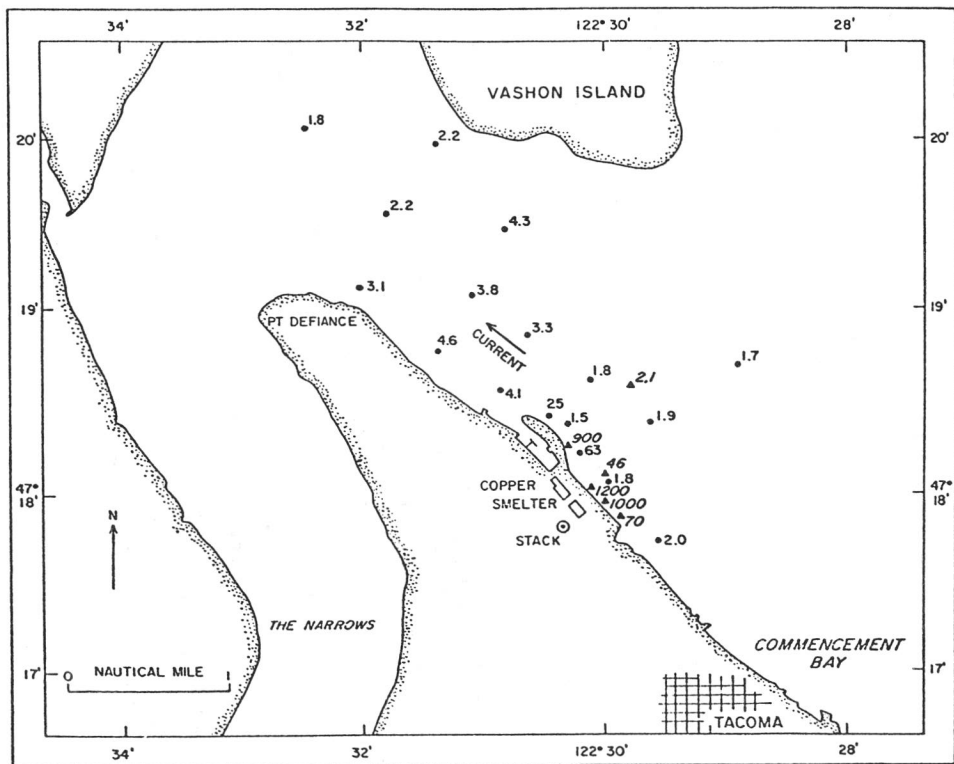 34' 32' 122° 30' 28'
VASHON ISLAND
20' 1.8 2.2 20'
2.2 4.3
19' 3.1 3.8 19'
PT DEFIANCE
4.6 CURRENT 3.3
1.8 2.1 1.7
4.1 25 1.5 1.9
900
63
46
47° 18' COPPER SMELTER 1200 1.8 47° 18'
1000
70
N STACK 2.0
THE NARROWS
COMMENCEMENT BAY
0 NAUTICAL MILE 1
17' 17'
TACOMA
34' 32' 122° 30' 28'